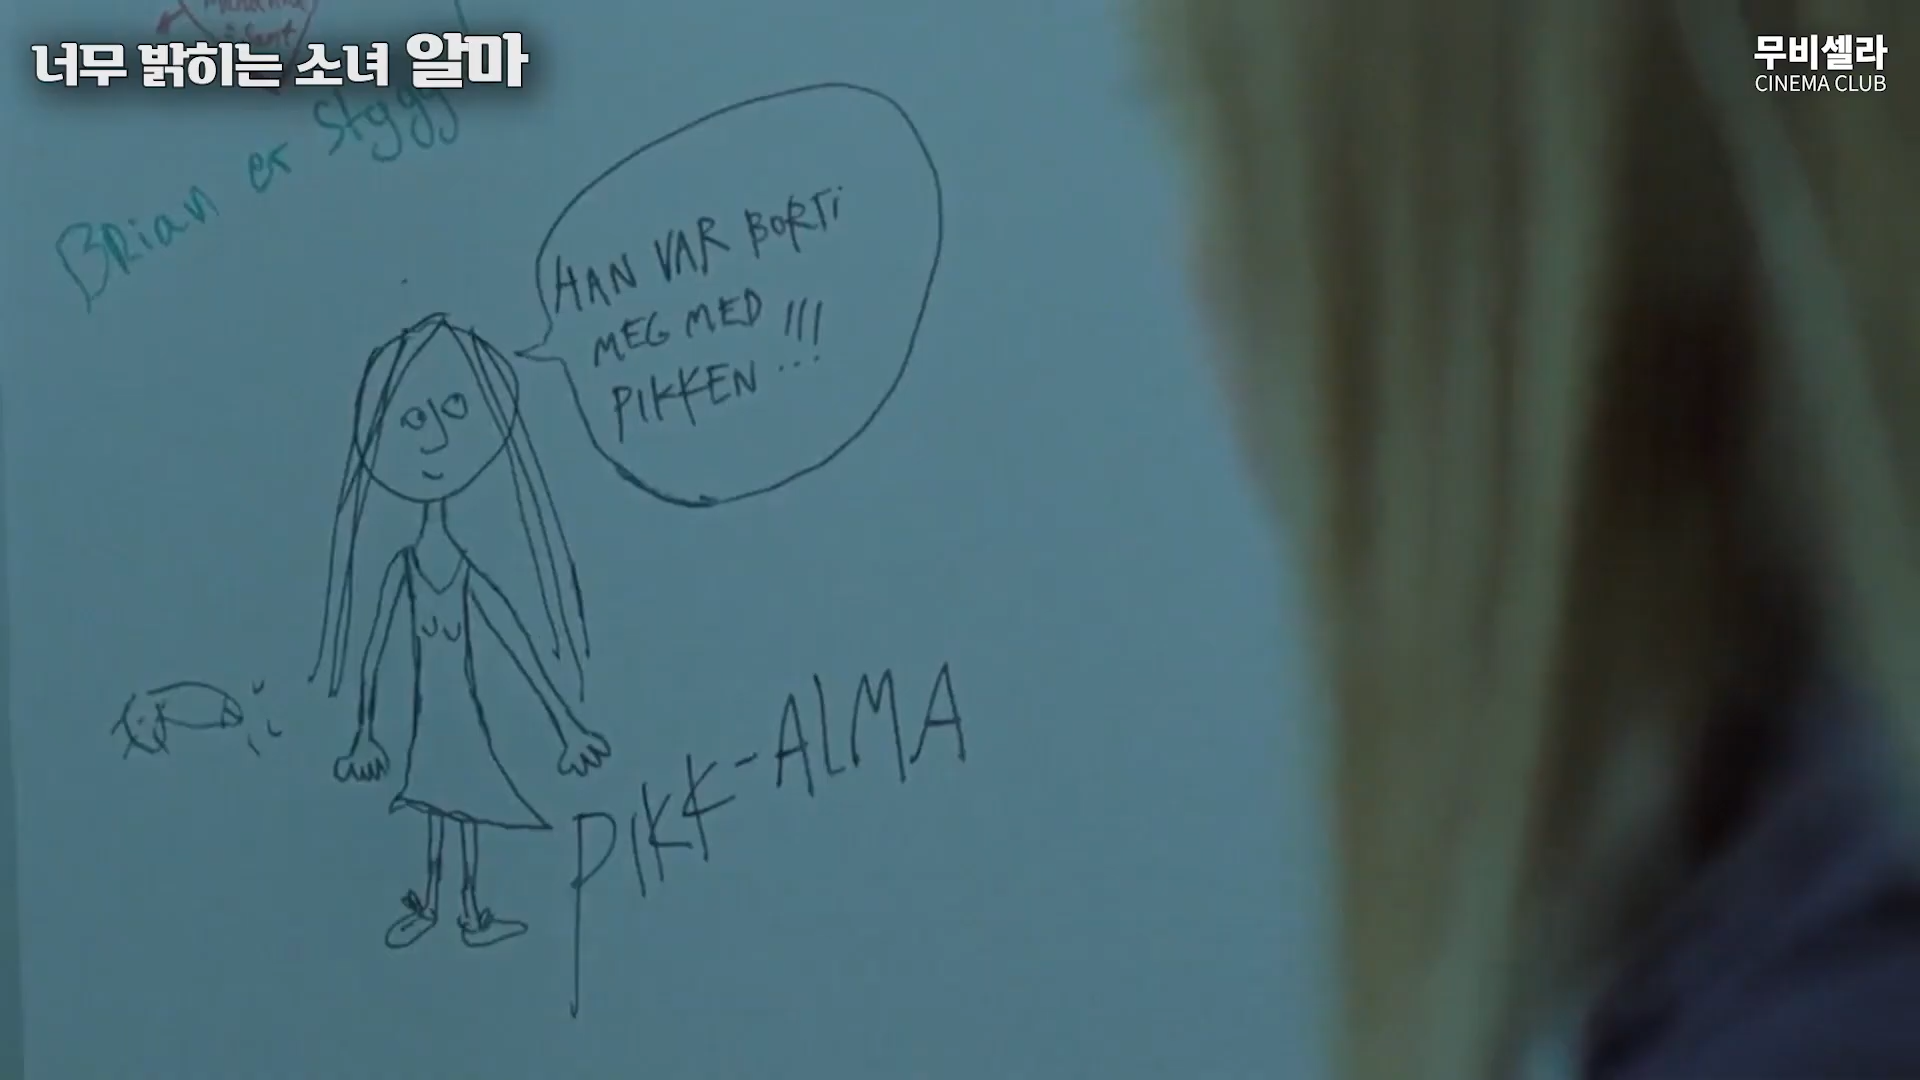 너무 밝히는 소녀 알마
무비셀라
CINEMA CLUB
Brian er stygg
HAN VAR BORTI
MEG MED
PIKKEN...!!!
PIKK-ALMA